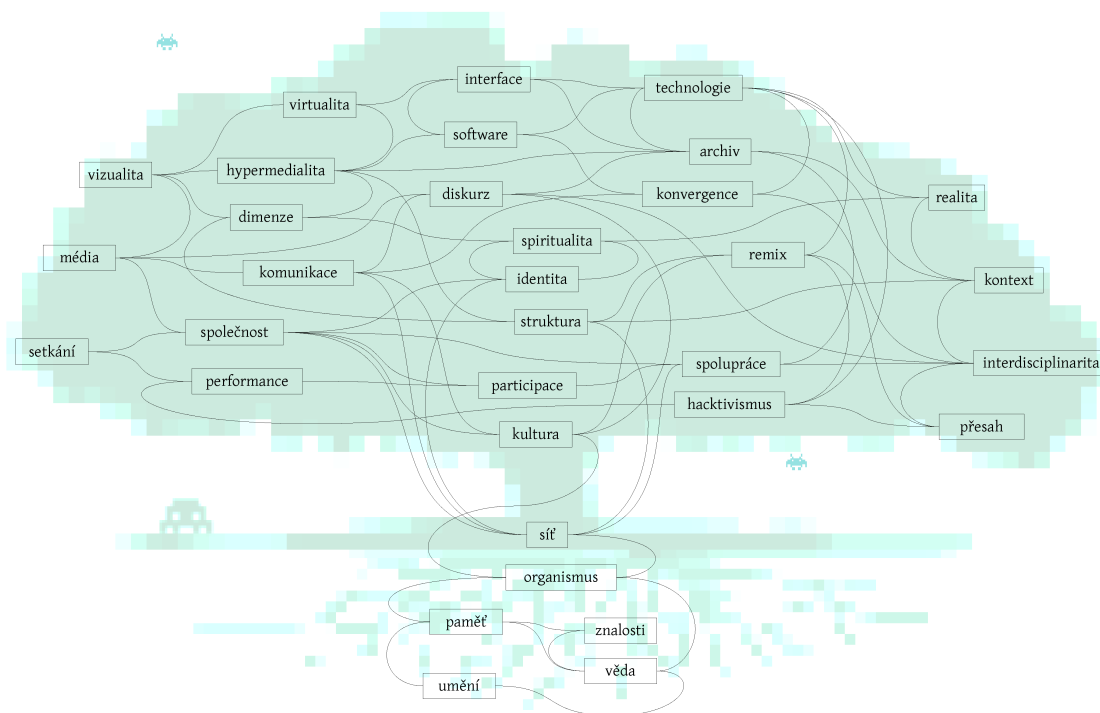 interface
technologie
virtualita
software
archiv
hypermedialita
vizualita
diskurz
konvergence
realita
dimenze
spiritualita
média
remix
komunikace
identita
kontext
struktura
společnost
setkání
spolupráce
interdisciplinarita
performance
participace
hacktivismus
přesah
kultura
síť
organismus
paměť
znalosti
věda
umění